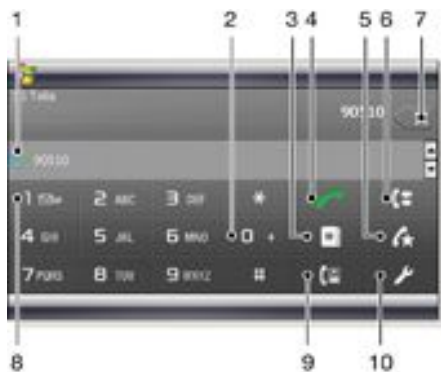 1 2 3 4 5 6 7
90510
90510
1 2 ABC 3 DEF *
4 GHI 5 JKL 6 MNO 0 + *
7 PQRS 8 TUV 9 WXYZ #
8 9 10